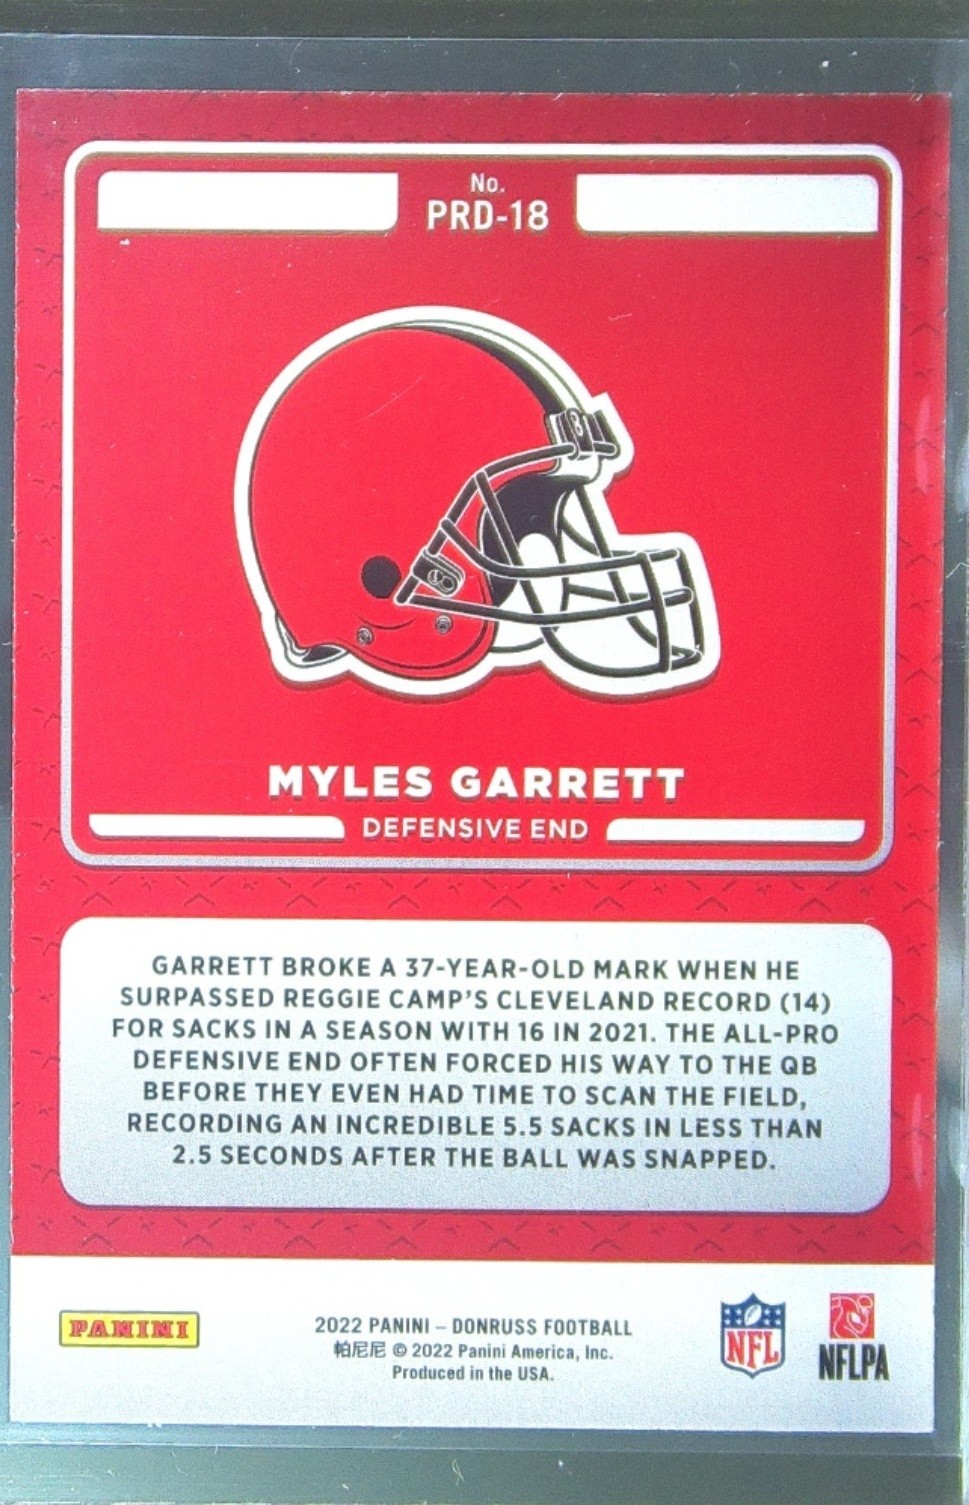 No.
PRD-18
MYLES GARRETT
DEFENSIVE END
GARRETT BROKE A 37-YEAR-OLD MARK WHEN HE
SURPASSED REGGIE CAMP'S CLEVELAND RECORD (14)
FOR SACKS IN A SEASON WITH 16 IN 2021. THE ALL-PRO
DEFENSIVE END OFTEN FORCED HIS WAY TO THE QB
BEFORE THEY EVEN HAD TIME TO SCAN THE FIELD,
RECORDING AN INCREDIBLE 5.5 SACKS IN LESS THAN
2.5 SECONDS AFTER THE BALL WAS SNAPPED.
PANINI
2022 PANINI – DONRUSS FOOTBALL
帕尼尼 © 2022 Panini America, Inc.
Produced in the USA.
NFL
NFLPA